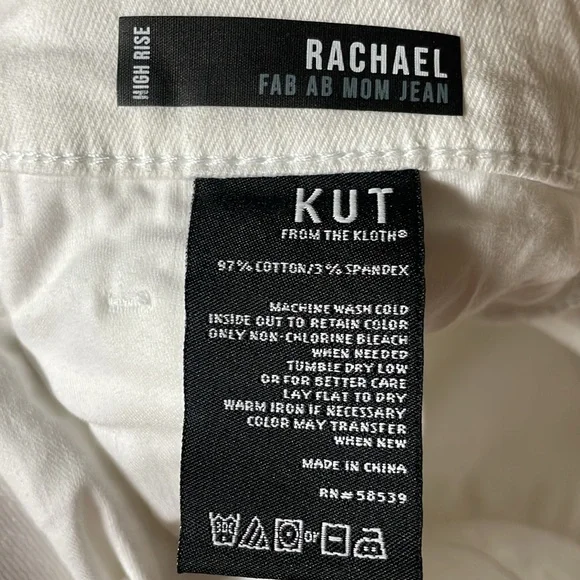 HIGH RISE
RACHAEL
FAB AB MOM JEAN
KUT
FROM THE KLOTH®
97% COTTON/3% SPANDEX
MACHINE WASH COLD
INSIDE OUT TO RETAIN COLOR
ONLY NON-CHLORINE BLEACH
WHEN NEEDED
TUMBLE DRY LOW
OR FOR BETTER CARE
LAY FLAT TO DRY
WARM IRON IF NECESSARY
COLOR MAY TRANSFER
WHEN NEW
MADE IN CHINA
RN# 58539
30C or